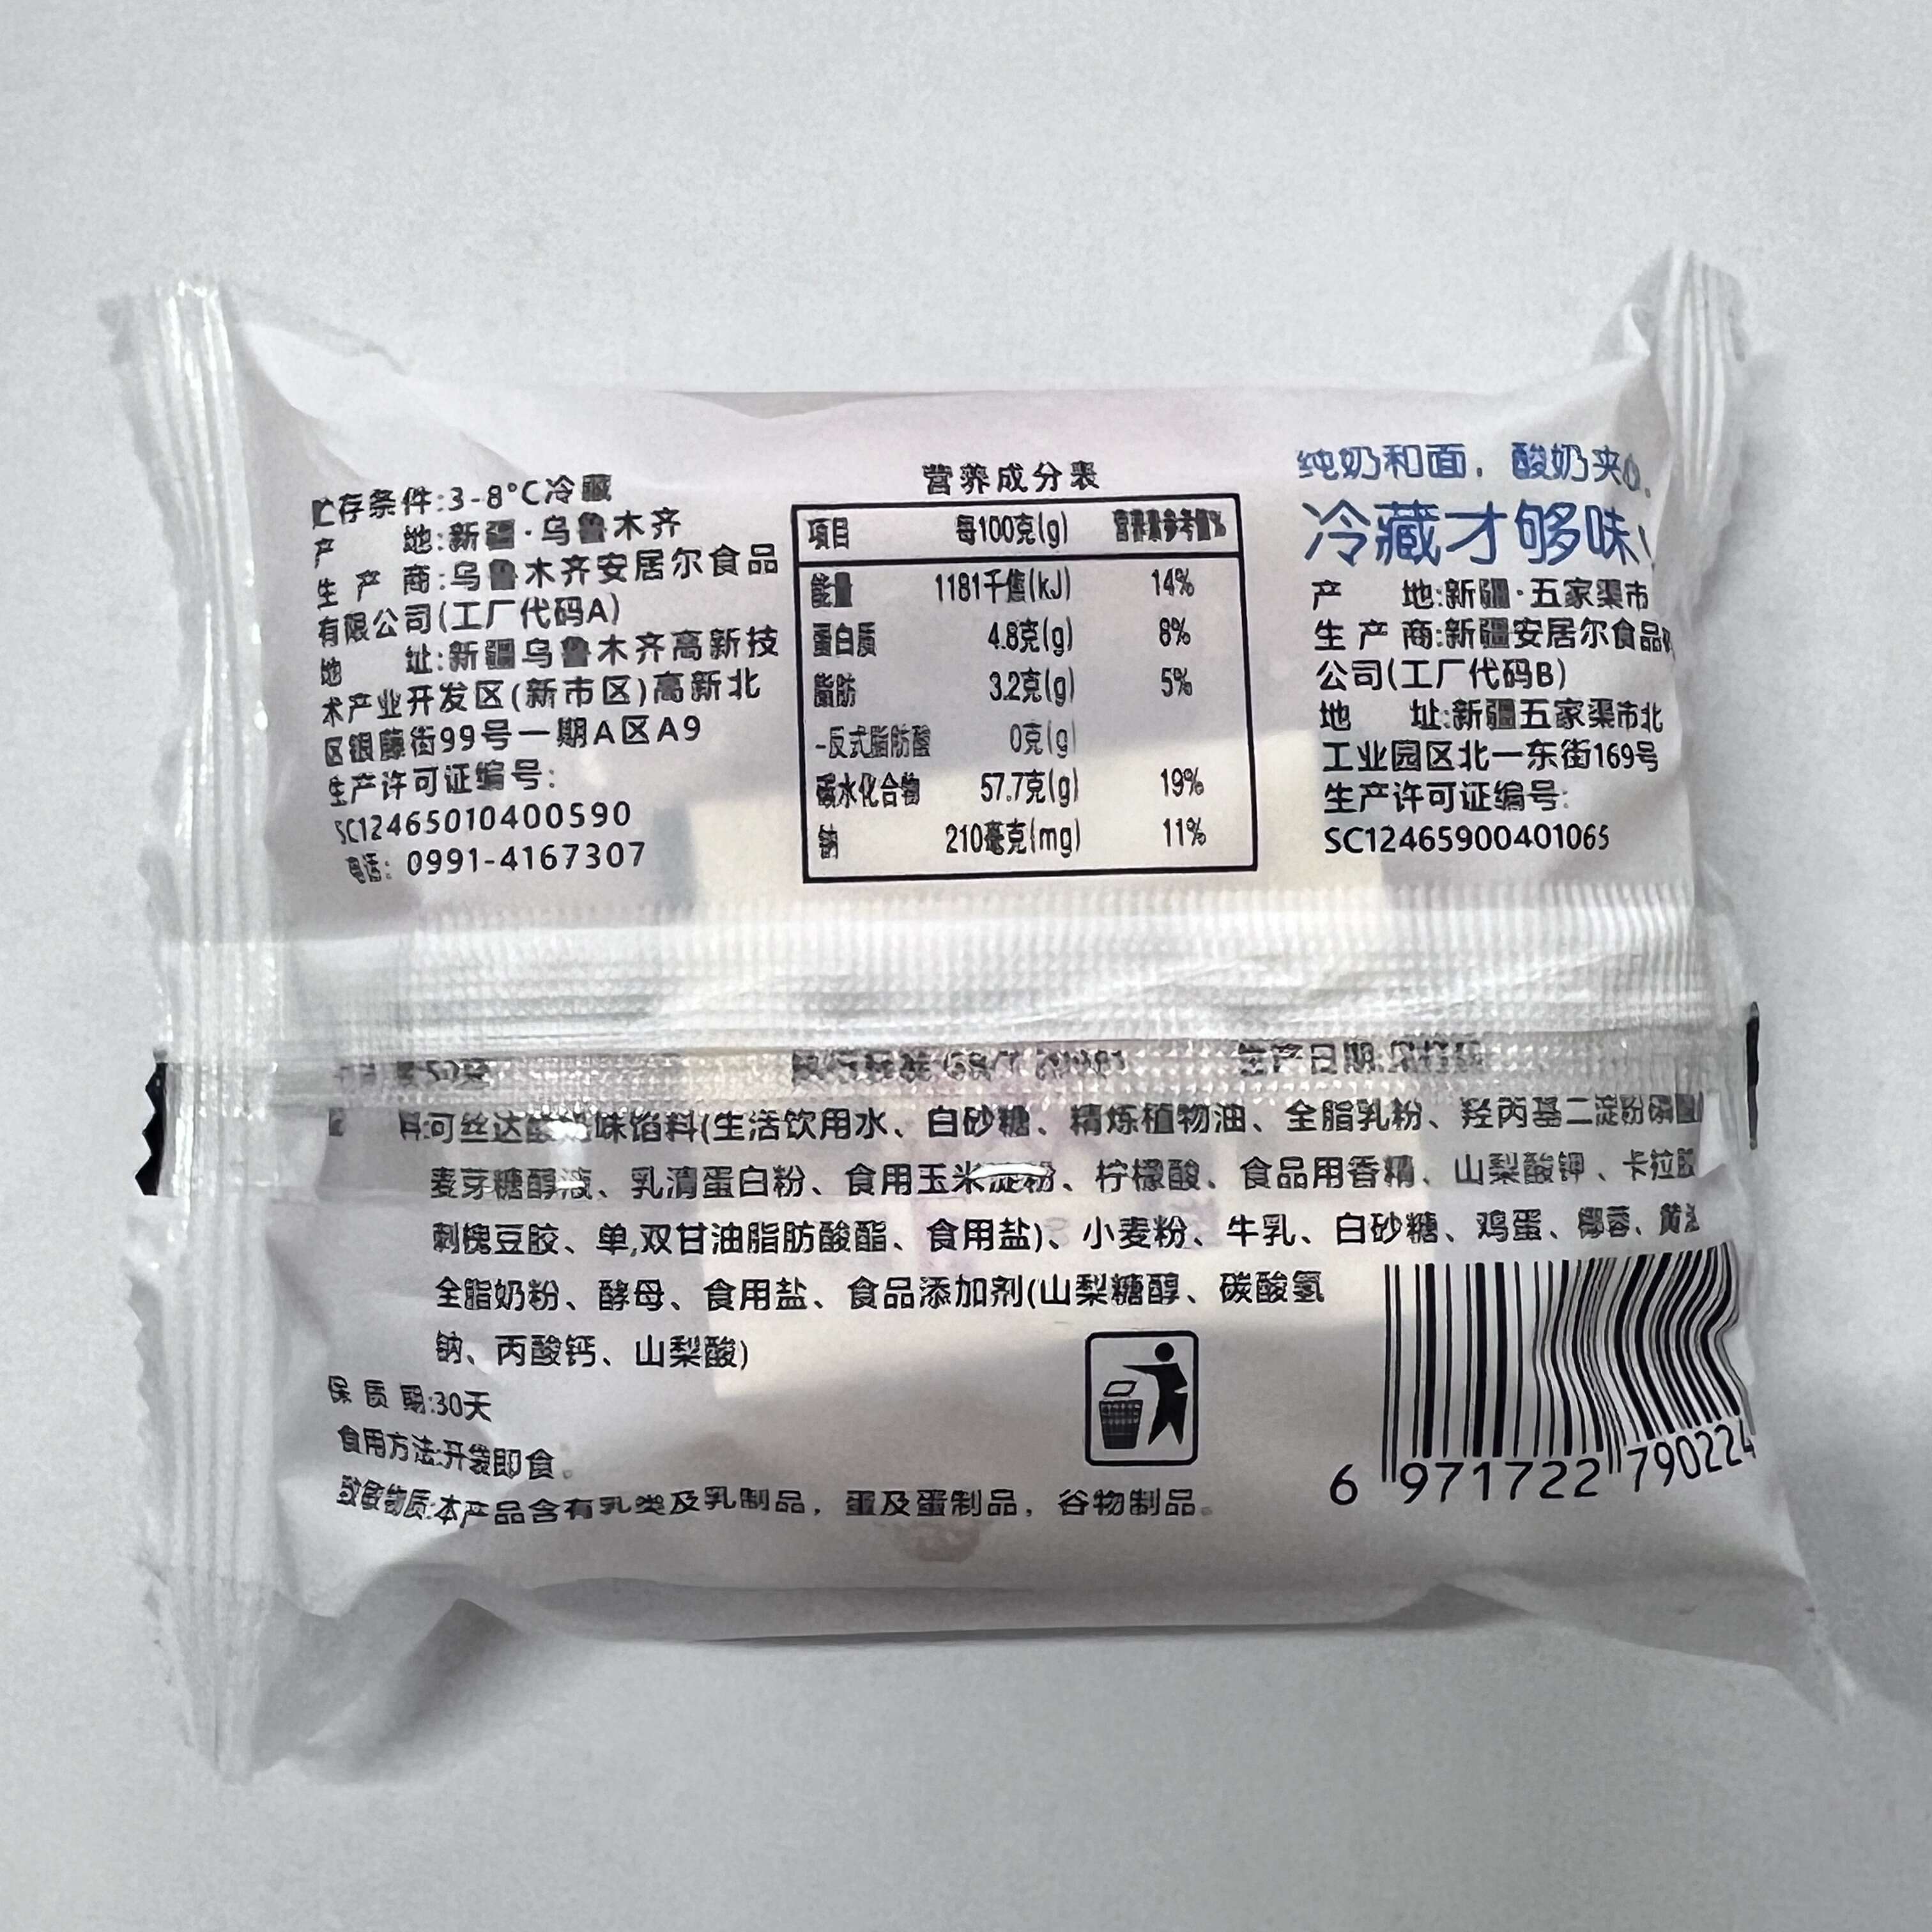 贮存条件:3-8°C冷藏
产 地:新疆·乌鲁木齐
生产商:乌鲁木齐安居尔食品
有限公司(工厂代码A)
地 址:新疆乌鲁木齐高新技
术产业开发区(新市区)高新北
区银藤街99号一期A区A9
生产许可证编号:
SC12465010400590
电话: 0991-4167307
营养成分表
项目 每100克(g) 营养素参考值%
能量 1181千焦(kJ) 14%
蛋白质 4.8克(g) 8%
脂肪 3.2克(g) 5%
-反式脂肪酸 0克(g)
碳水化合物 57.7克(g) 19%
钠 210毫克(mg) 11%
纯奶和面,酸奶夹心,
冷藏才够味!
产 地:新疆·五家渠市
生产商:新疆安居尔食品
公司(工厂代码B)
地 址:新疆五家渠市北
工业园区北一东街169号
生产许可证编号:
SC12465900401065
生产日期:
可丝达酸奶味馅料(生活饮用水、白砂糖、精炼植物油、全脂乳粉、羟丙基二淀粉磷酸
麦芽糖醇液、乳清蛋白粉、食用玉米淀粉、柠檬酸、食品用香精、山梨酸钾、卡拉胶
刺槐豆胶、单,双甘油脂肪酸酯、食用盐)、小麦粉、牛乳、白砂糖、鸡蛋、椰蓉、黄
全脂奶粉、酵母、食用盐、食品添加剂(山梨糖醇、碳酸氢
钠、丙酸钙、山梨酸)
保质期:30天
食用方法:开袋即食。
致敏物质:本产品含有乳类及乳制品,蛋及蛋制品,谷物制品。
6 971722 790224